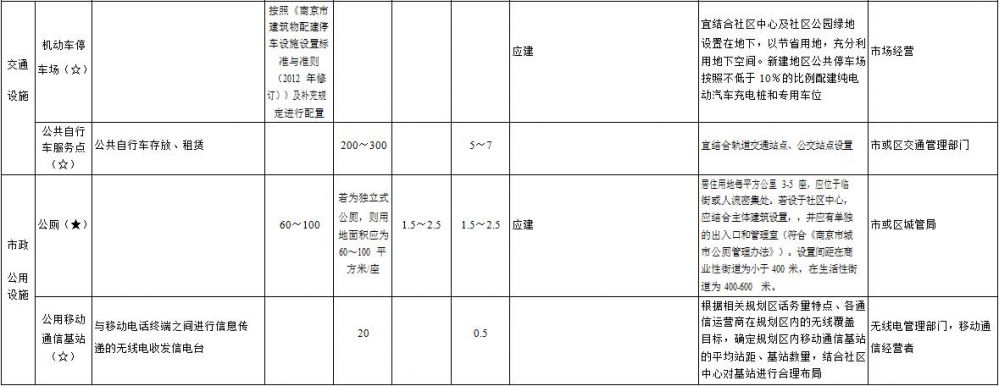 交通
设施
机动车停
车场（☆）
按照《南京市
建筑物配建停
车设施设置标
准与准则
（2012 年修
订）》及补充规
定进行配置
应建
宜结合社区中心及社区公园绿地
设置在地下，以节省用地，充分利
用地下空间。新建地区公共停车场
按照不低于 10％的比例配建纯电
动汽车充电桩和专用车位
市场经营
公共自行
车服务点
（☆）
公共自行车存放、租赁
200～300
5～7
宜结合轨道交通站点、公交站点设置
市或区交通管理部门
市政
公用
设施
公厕（★）
60～100
若为独立式
公厕，则用
地面积应为
60～100 平
方米/座
1.5～2.5
1.5～2.5
应建
居住用地每平方公里 3-5 座，应位于临
街或人流密集处。若设于社区中心，
应结合主体建筑设置，，并应有单独
的出入口和管理室（符合《南京市城
市公厕管理办法》）。设置间距在商
业性街道为小于 400 米，在生活性街
道为 400-600 米。
市或区城管局
公用移动
通信基站
（☆）
与移动电话终端之间进行信息传
递的无线电收发信电台
20
0.5
根据相关规划区话务量特点、各通
信运营商在规划区内的无线覆盖
目标，确定规划区内移动通信基站
的平均站距、基站数量，结合社区
中心对基站进行合理布局
无线电管理部门，移动通
信经营者